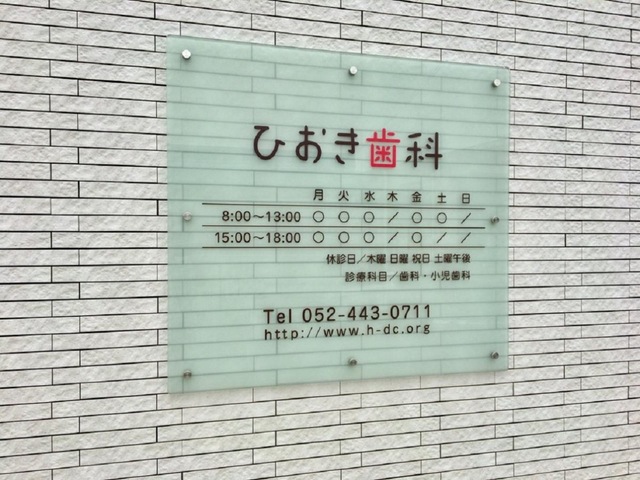 ひおき歯科
月 火 水 木 金 土 日
8:00〜13:00 ○ ○ ○ / ○ ○ /
15:00〜18:00 ○ ○ ○ / ○ / /
休診日/木曜 日曜 祝日 土曜午後
診療科目/歯科・小児歯科
Tel 052-443-0711
http://www.h-dc.org